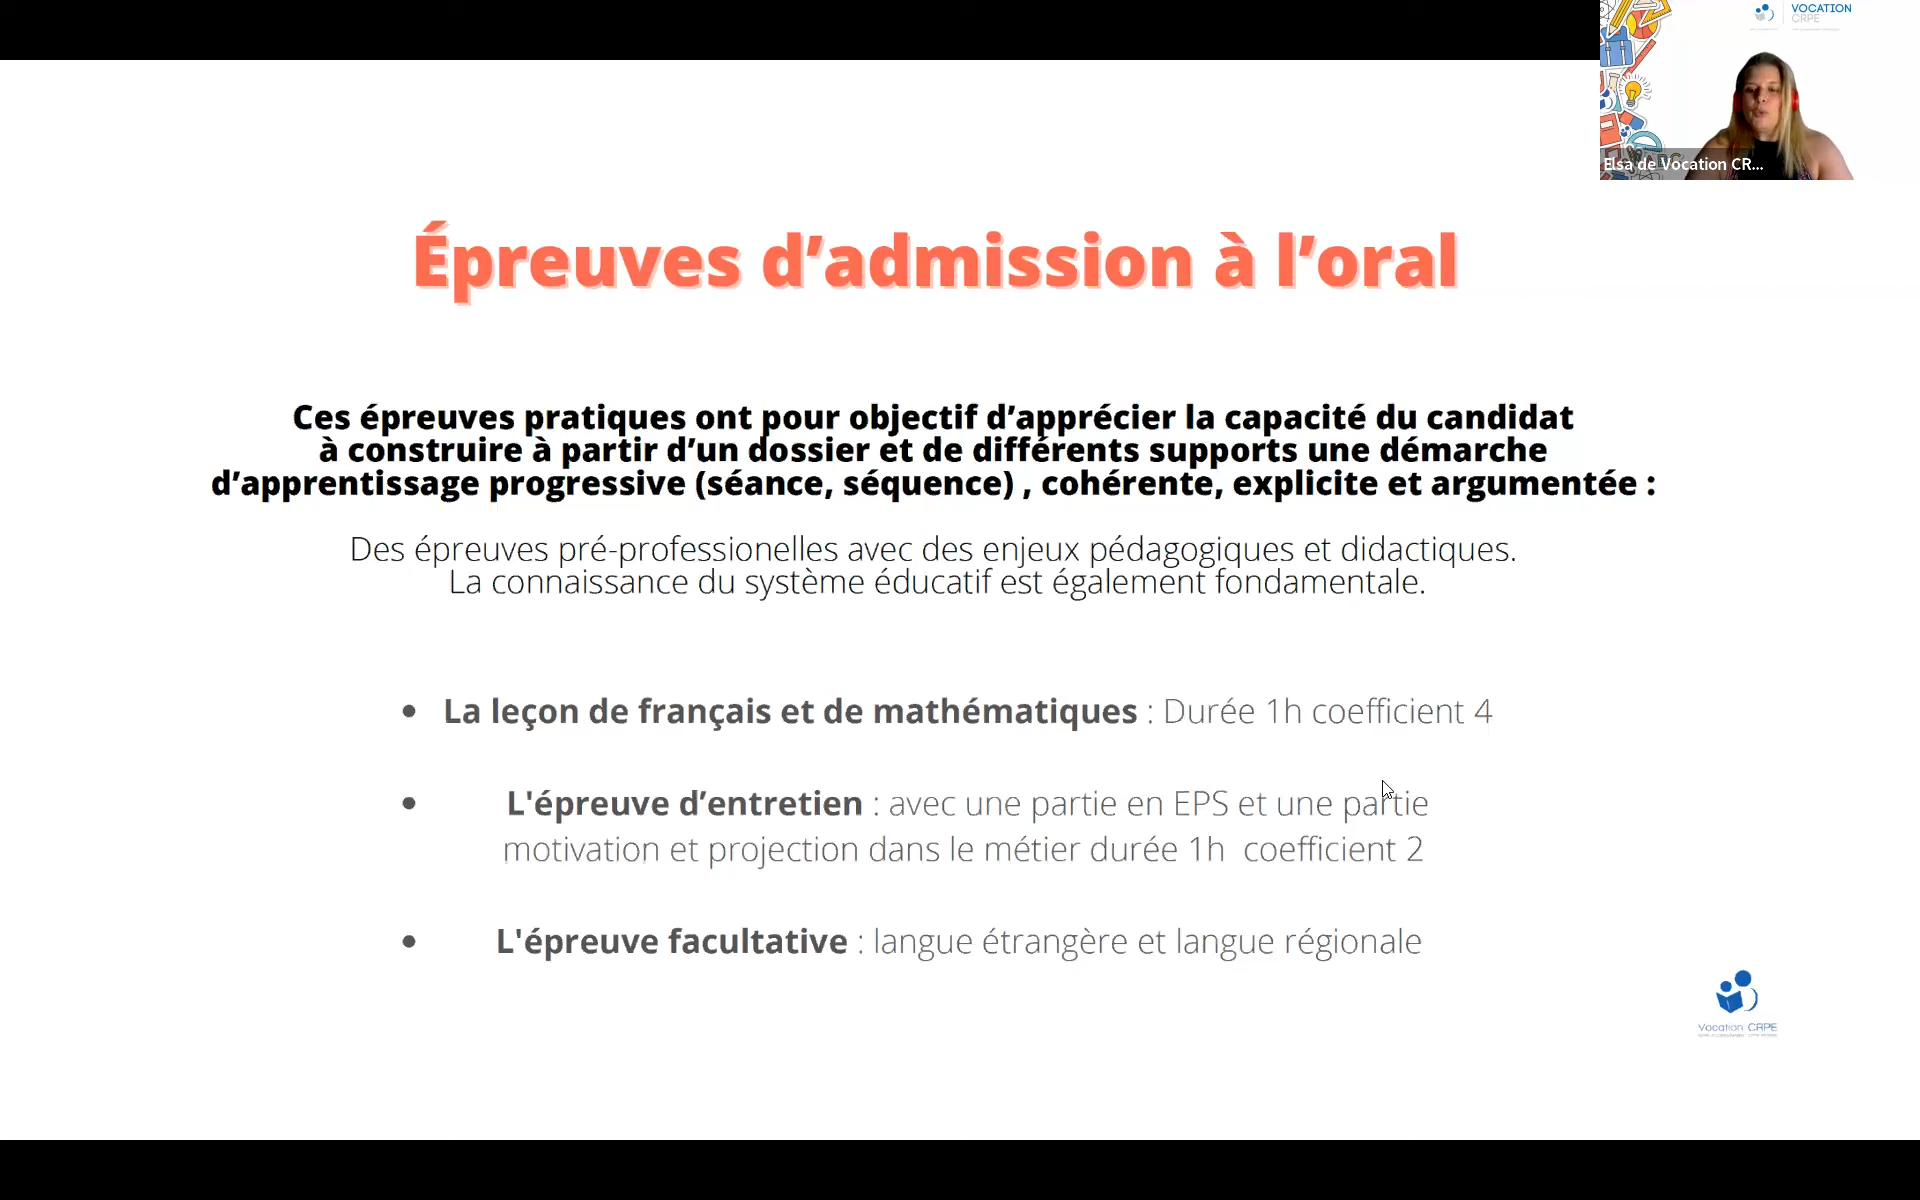 VOCATION
CRPE
Elsa de Vocation CR...
Épreuves d’admission à l’oral
Ces épreuves pratiques ont pour objectif d’apprécier la capacité du candidat
à construire à partir d’un dossier et de différents supports une démarche
d’apprentissage progressive (séance, séquence) , cohérente, explicite et argumentée :
Des épreuves pré-professionelles avec des enjeux pédagogiques et didactiques.
La connaissance du système éducatif est également fondamentale.
• La leçon de français et de mathématiques : Durée 1h coefficient 4
• L'épreuve d’entretien : avec une partie en EPS et une partie
motivation et projection dans le métier durée 1h  coefficient 2
• L'épreuve facultative : langue étrangère et langue régionale
Vocation CRPE